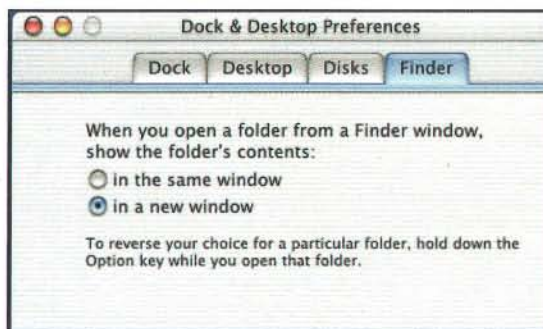 Dock & Desktop Preferences
Dock Desktop Disks Finder
When you open a folder from a Finder window,
show the folder's contents:
in the same window
in a new window
To reverse your choice for a particular folder, hold down the
Option key while you open that folder.